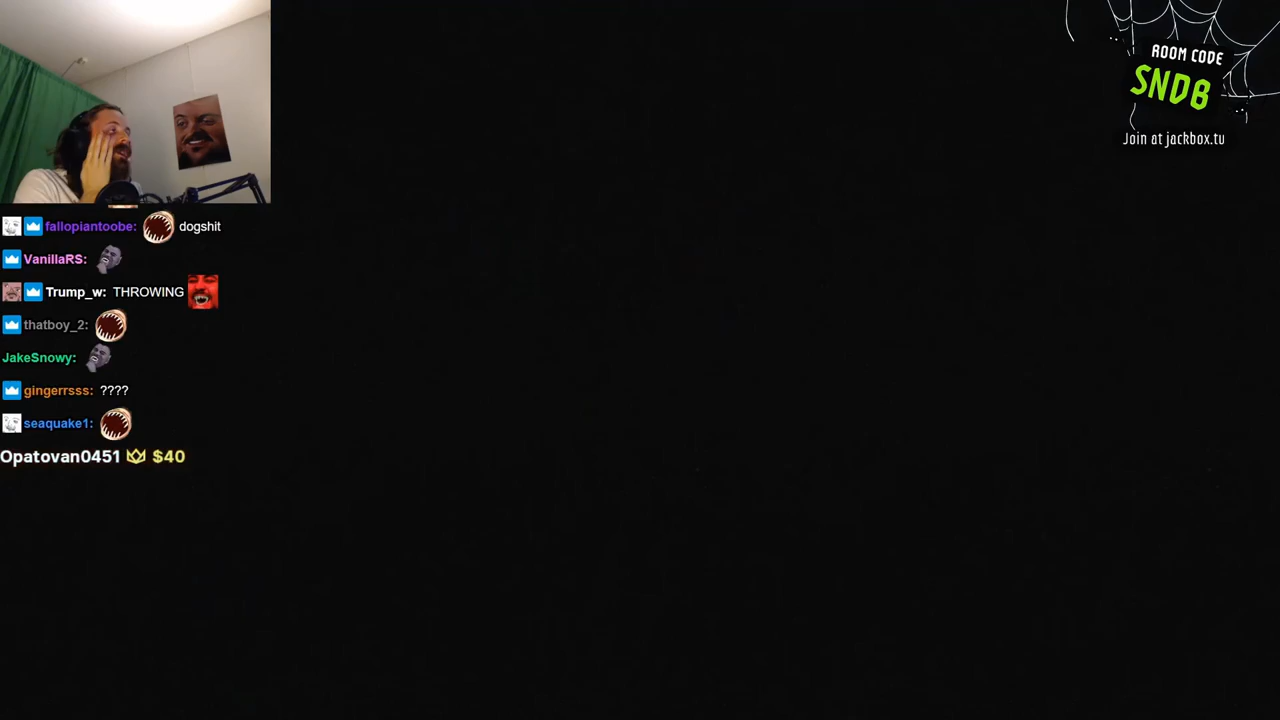 ROOM CODE
SNDB
Join at jackbox.tv
fallopiantoobe: dogshit
VanillaRS:
Trump_w: THROWING
thatboy_2:
JakeSnowy:
gingerrsss: ????
seaquake1:
Opatovan0451 $40